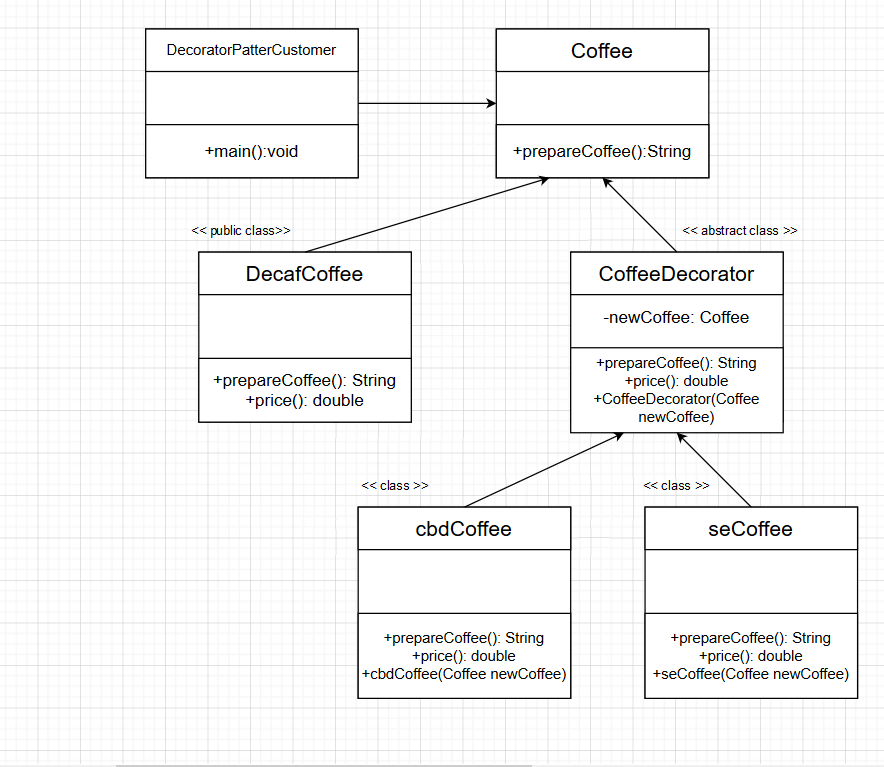 DecoratorPatterCustomer
+main():void
Coffee
+prepareCoffee():String
<< public class>>
DecafCoffee
+prepareCoffee(): String
+price(): double
<< abstract class >>
CoffeeDecorator
-newCoffee: Coffee
+prepareCoffee(): String
+price(): double
+CoffeeDecorator(Coffee
newCoffee)
<< class >>
cbdCoffee
+prepareCoffee(): String
+price(): double
+cbdCoffee(Coffee newCoffee)
<< class >>
seCoffee
+prepareCoffee(): String
+price(): double
+seCoffee(Coffee newCoffee)